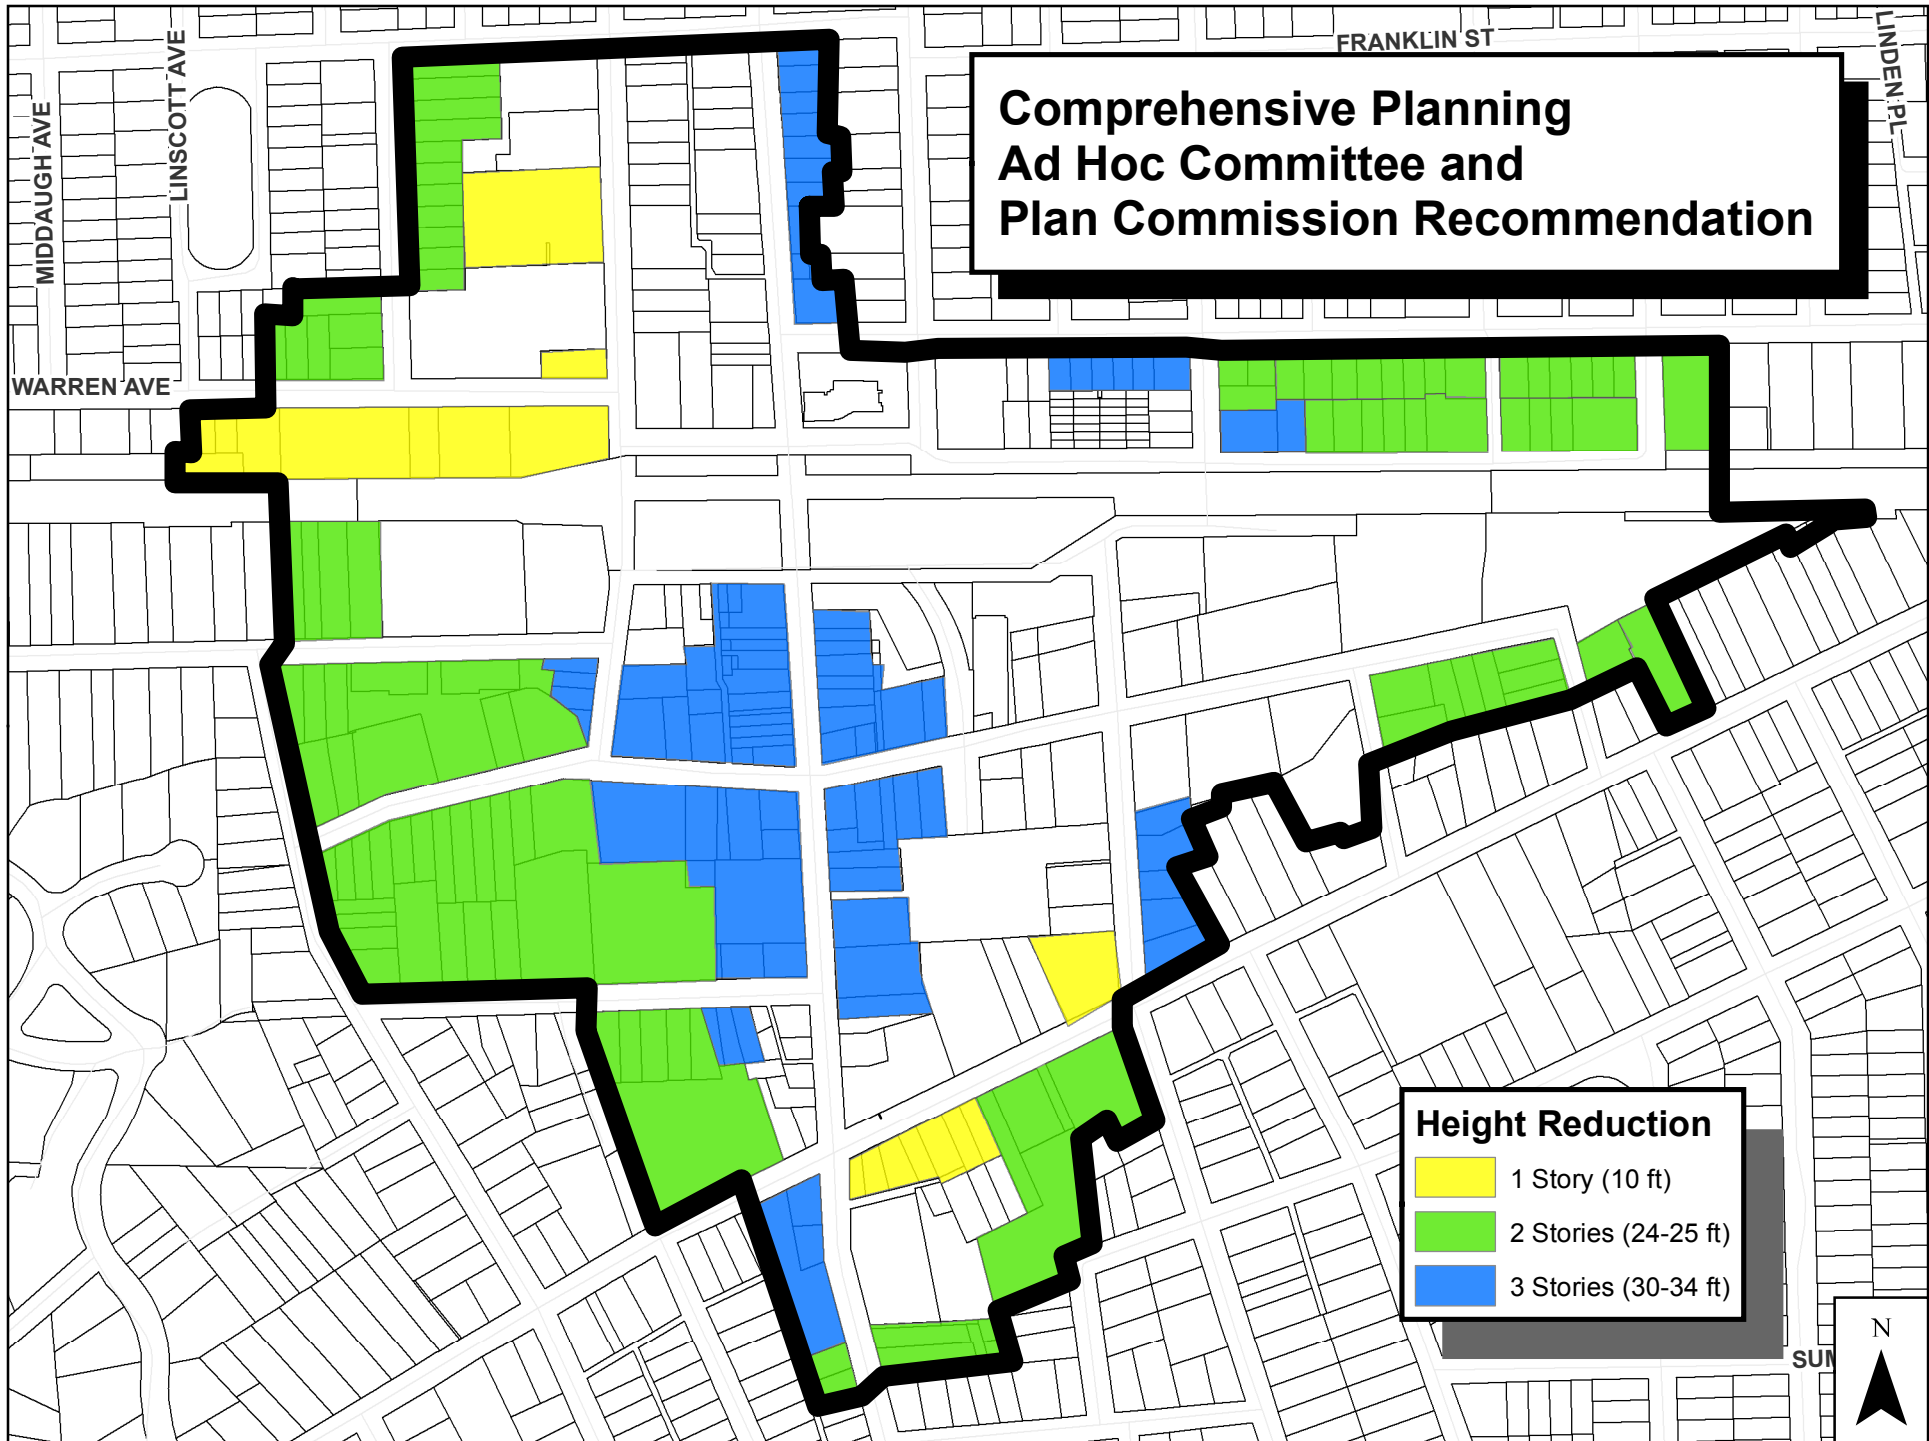 FRANKLIN ST
LINDEN PL
LINSCOTT AVE
MIDDAUGH AVE
Comprehensive Planning
Ad Hoc Committee and
Plan Commission Recommendation
WARREN AVE
Height Reduction
1 Story (10 ft)
2 Stories (24-25 ft)
3 Stories (30-34 ft)
N
SUM